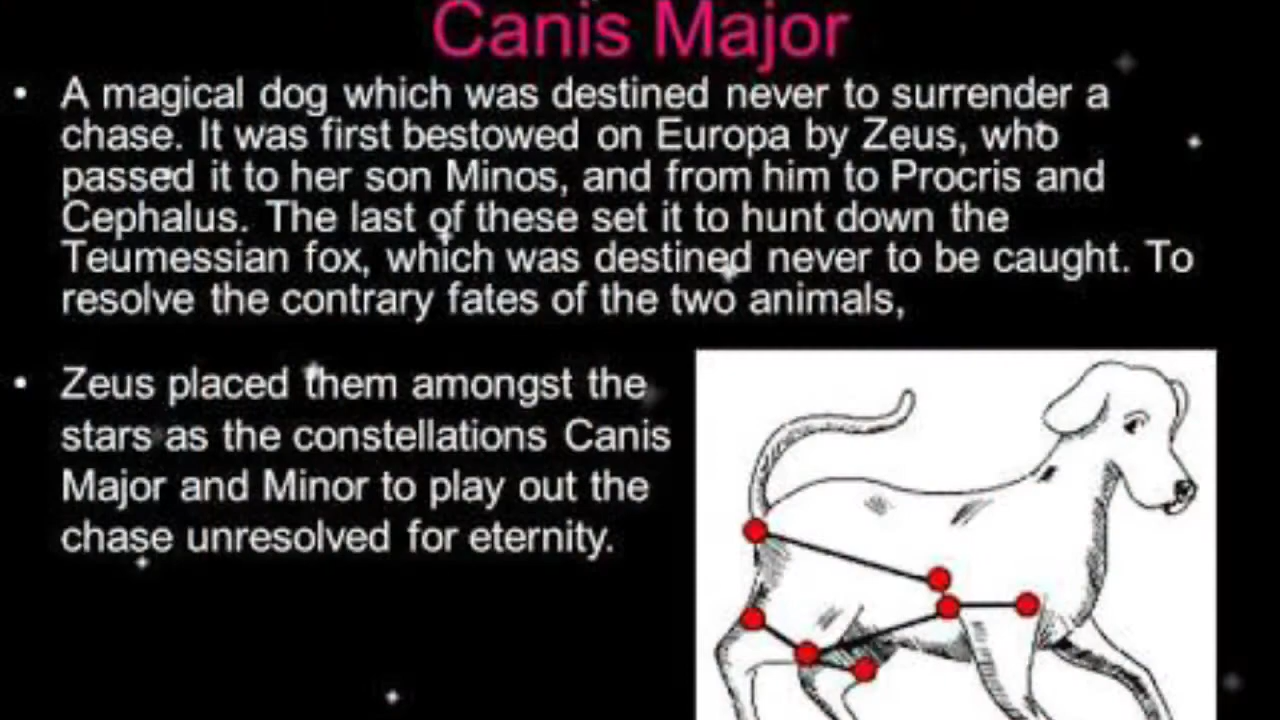 Canis Major
• A magical dog which was destined never to surrender a
chase. It was first bestowed on Europa by Zeus, who
passed it to her son Minos, and from him to Procris and
Cephalus. The last of these set it to hunt down the
Teumessian fox, which was destined never to be caught. To
resolve the contrary fates of the two animals,
• Zeus placed them amongst the
stars as the constellations Canis
Major and Minor to play out the
chase unresolved for eternity.